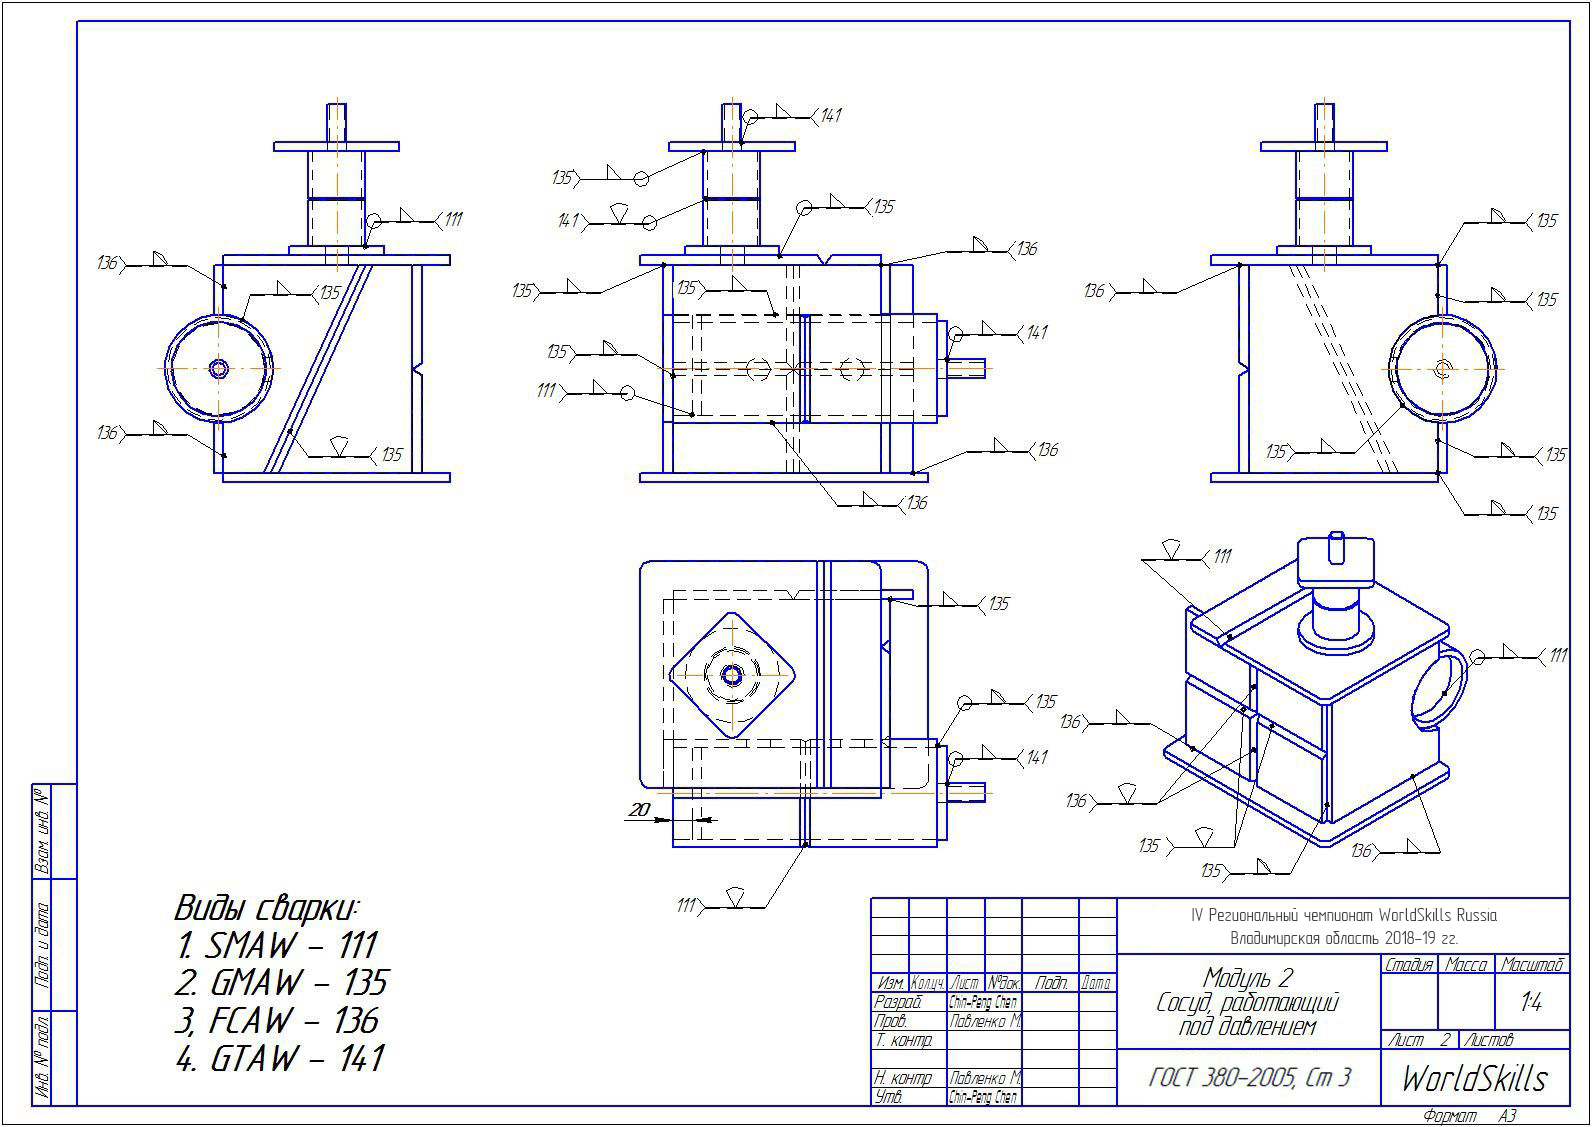 141
135
141
135
111
136
136
135
136
135
135
135
111
135
141
136
136
136
135
135
136
135
135
135
135
111
135
135
141
20
111
111
111
136
136
135
135
136
Виды сварки:
1. SMAW – 111
2. GMAW – 135
3, FCAW – 136
4. GTAW – 141
Взам. инв. №
Подп. и дата
Инв. № подл.
IV Региональный чемпионат WorldSkills Russia
Владимирская область 2018-19 гг.
Изм. Кол.уч. Лист №док. Подп. Дата
Разраб. Chin-Peng Chen
Пров. Павленко М.
Т. контр.
Н. контр Павленко М.
Утв. Chin-Peng Chen
Модуль 2
Сосуд, работающий
под давлением
Стадия Масса Масштаб
1:4
Лист 2 Листов
ГОСТ 380-2005, Ст 3
WorldSkills
Формат А3